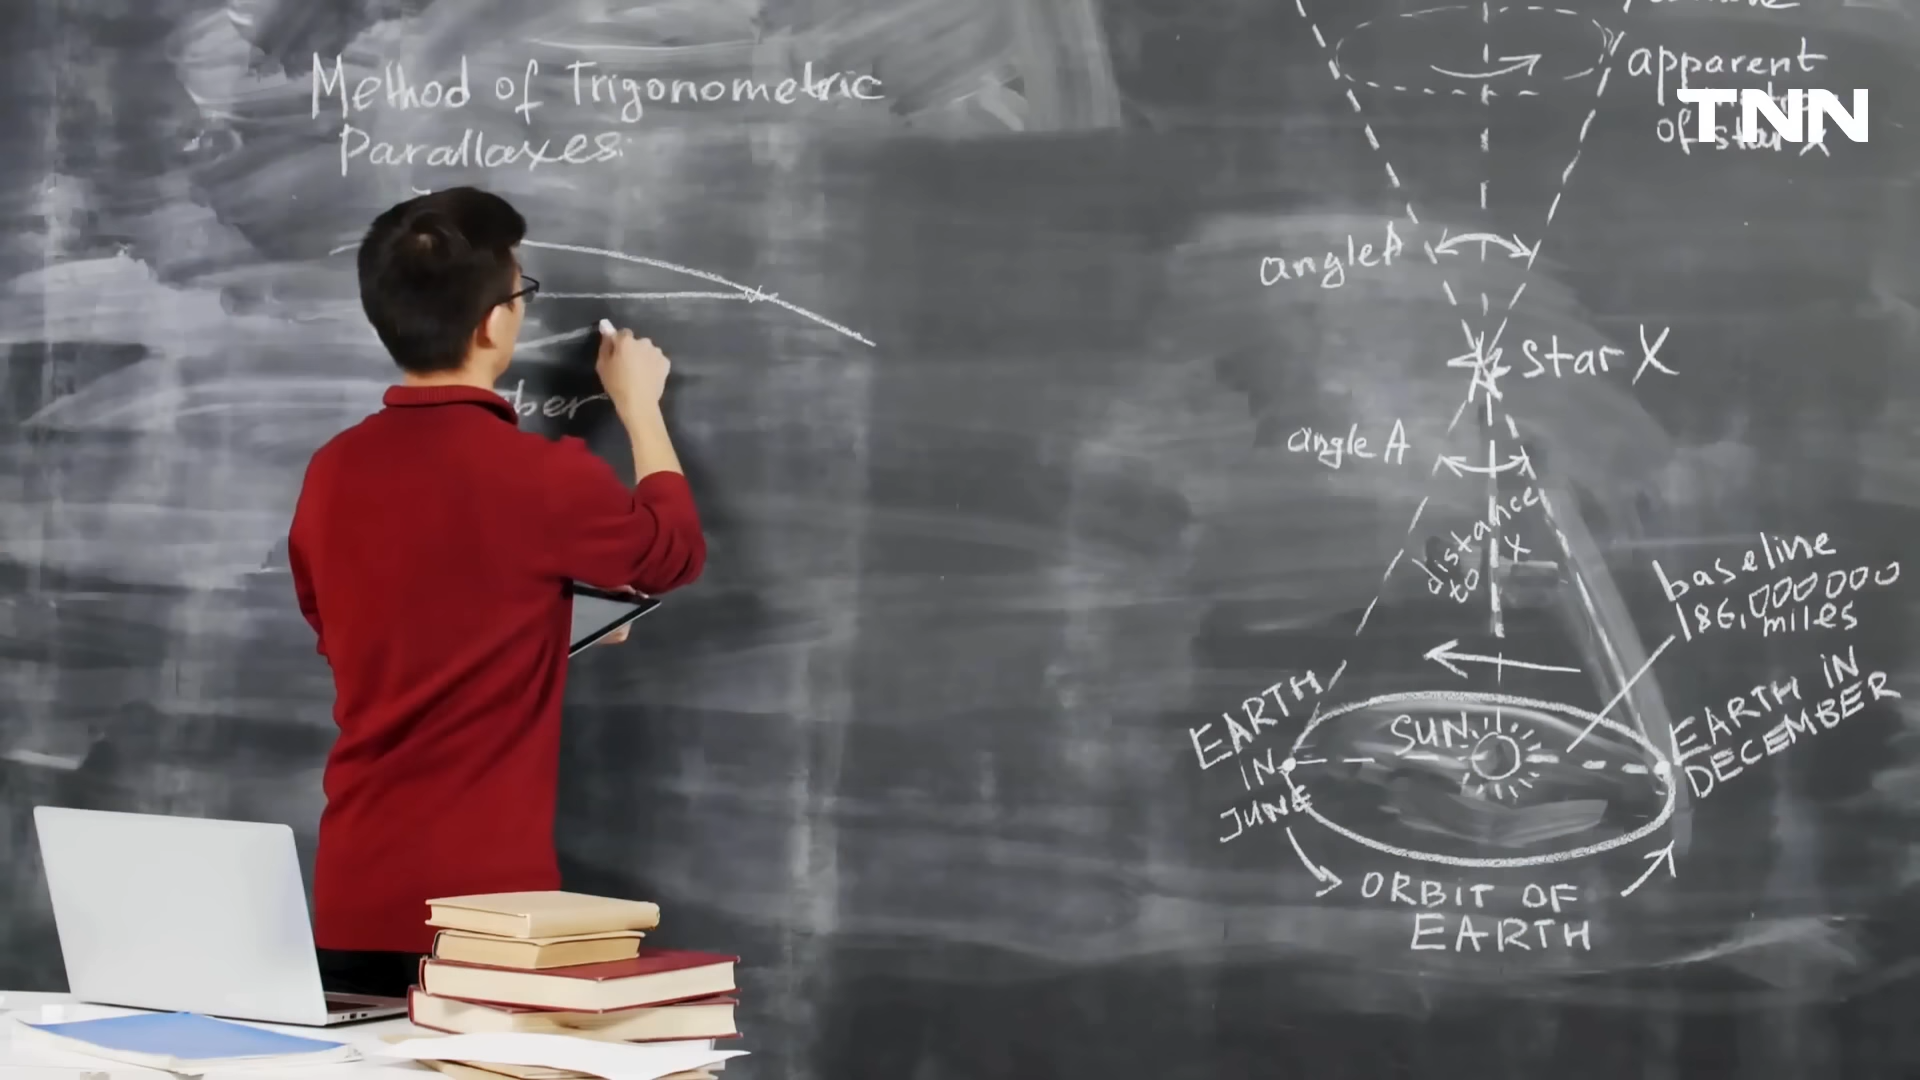 Method of Trigonometric
Parallaxes:
apparent
of star X
TNN
angle A
star X
angle A
distance
to X
baseline
186,000000
miles
EARTH
IN
JUNE
SUN
EARTH IN
DECEMBER
ORBIT OF
EARTH